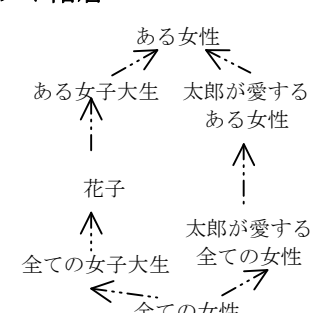 ある女性
ある女子大生
太郎が愛する
ある女性
花子
太郎が愛する
全ての女性
全ての女子大生
全ての女性